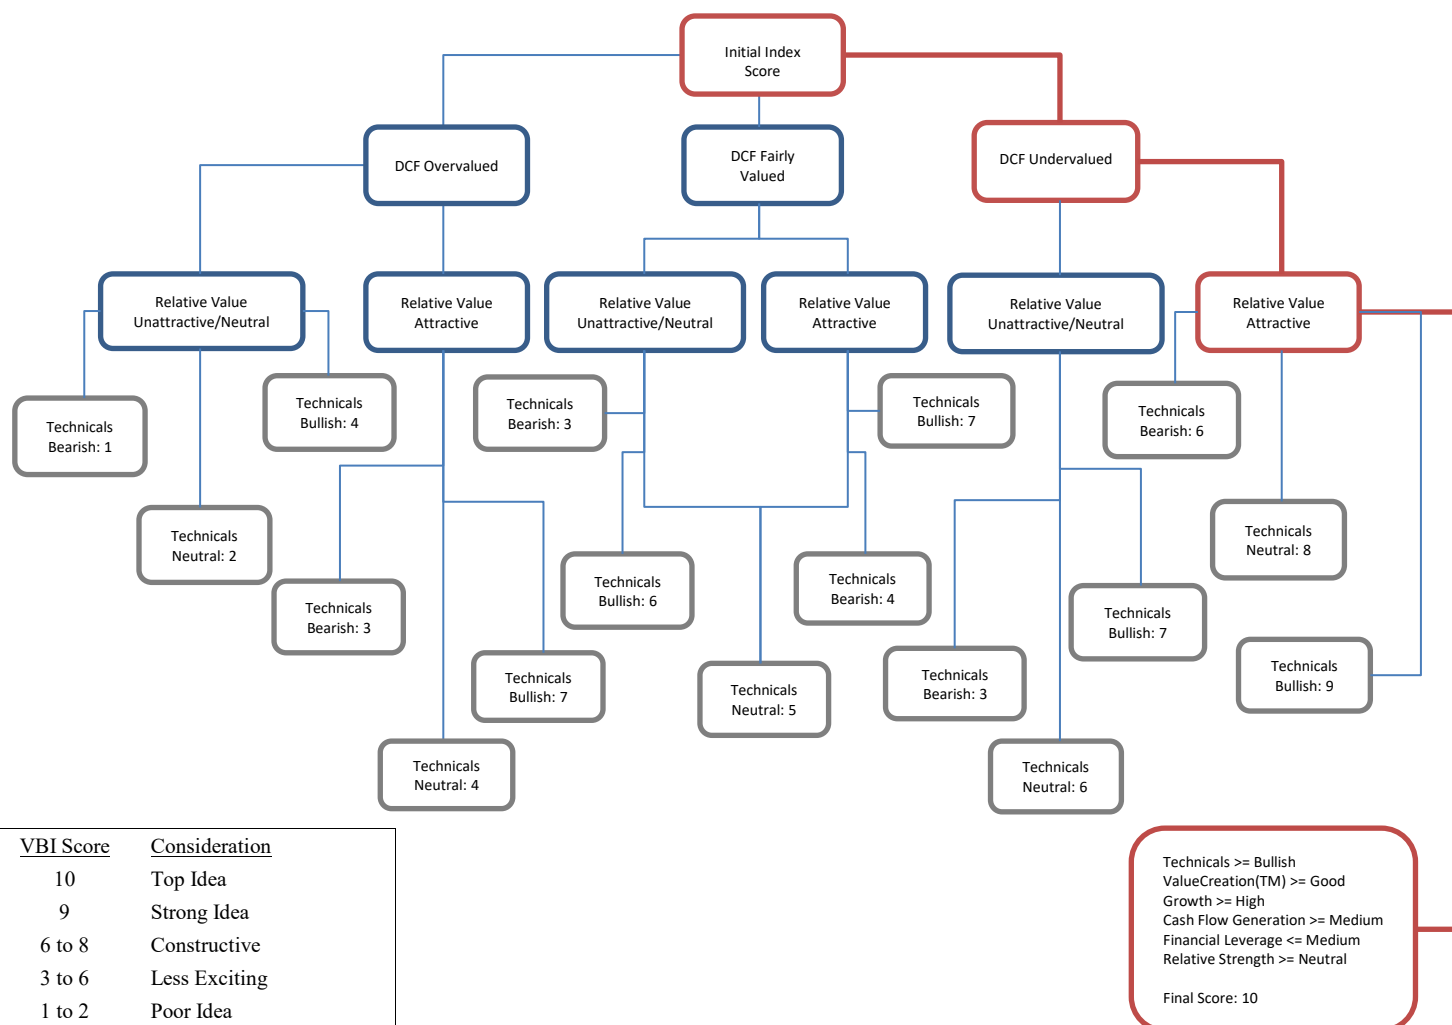 Initial Index
Score
DCF Overvalued
DCF Fairly
Valued
DCF Undervalued
Relative Value
Unattractive/Neutral
Relative Value
Attractive
Relative Value
Unattractive/Neutral
Relative Value
Attractive
Relative Value
Unattractive/Neutral
Relative Value
Attractive
Technicals
Bearish: 1
Technicals
Bullish: 4
Technicals
Bearish: 3
Technicals
Bullish: 7
Technicals
Bearish: 6
Technicals
Neutral: 2
Technicals
Neutral: 8
Technicals
Bearish: 3
Technicals
Bullish: 6
Technicals
Bearish: 4
Technicals
Bullish: 7
Technicals
Bullish: 7
Technicals
Neutral: 5
Technicals
Bearish: 3
Technicals
Bullish: 9
Technicals
Neutral: 4
Technicals
Neutral: 6
VBI Score Consideration
10 Top Idea
9 Strong Idea
6 to 8 Constructive
3 to 6 Less Exciting
1 to 2 Poor Idea
Technicals >= Bullish
ValueCreation(TM) >= Good
Growth >= High
Cash Flow Generation >= Medium
Financial Leverage <= Medium
Relative Strength >= Neutral
Final Score: 10